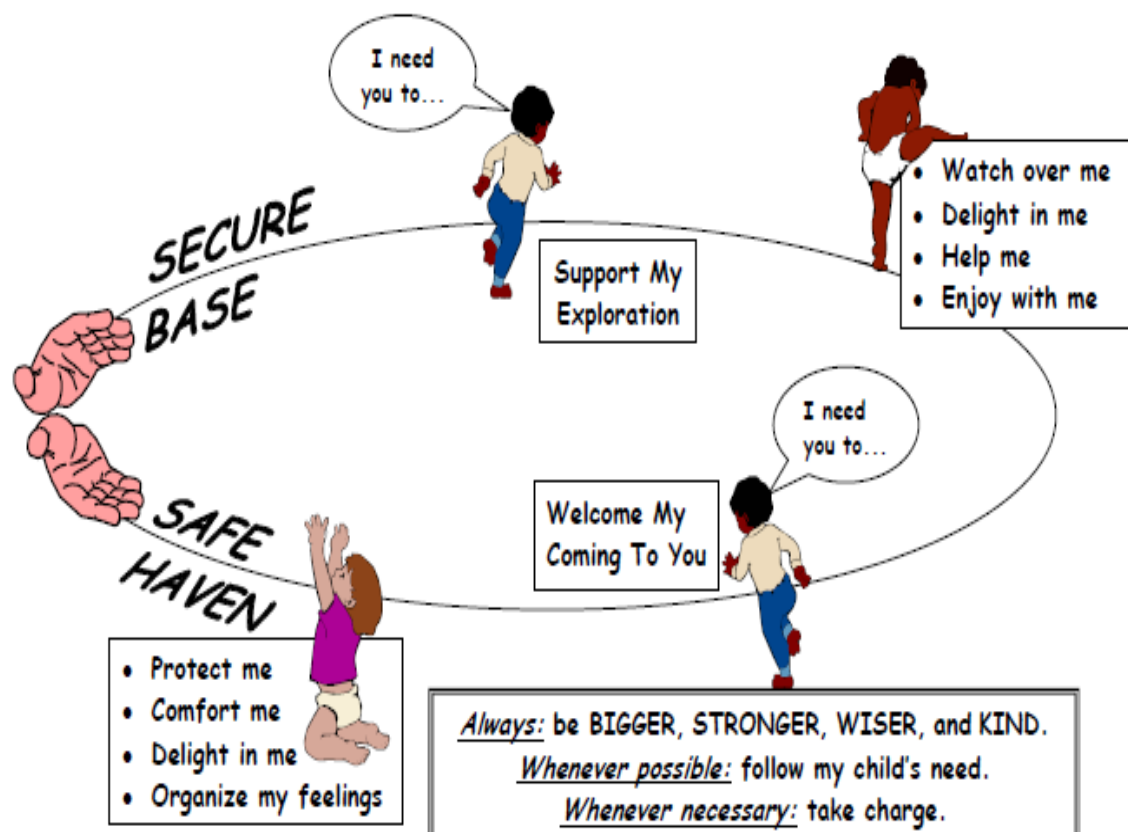 I need
you to...
SECURE
BASE
Support My
Exploration
• Watch over me
• Delight in me
• Help me
• Enjoy with me
I need
you to...
Welcome My
Coming To You
SAFE
HAVEN
• Protect me
• Comfort me
• Delight in me
• Organize my feelings
Always: be BIGGER, STRONGER, WISER, and KIND.
Whenever possible: follow my child's need.
Whenever necessary: take charge.